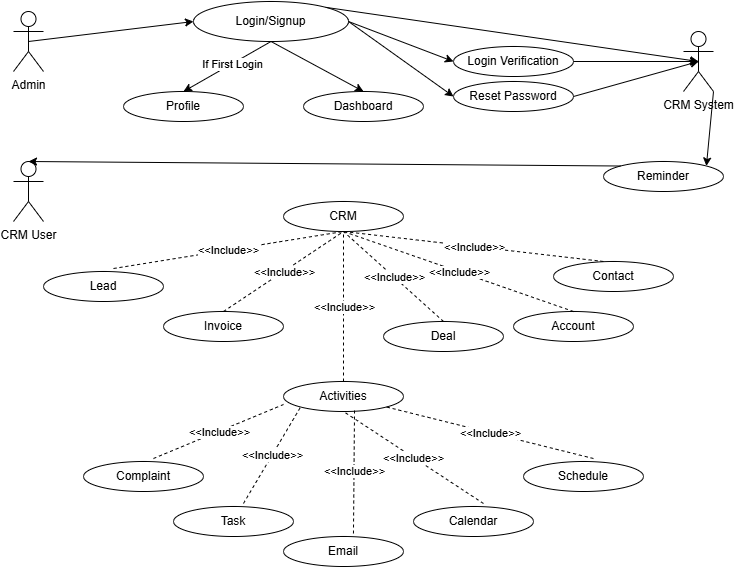 Login/Signup
Admin
If First Login
Login Verification
Reset Password
CRM System
Profile
Dashboard
Reminder
CRM User
CRM
<<Include>>
<<Include>>
<<Include>>
<<Include>>
<<Include>>
<<Include>>
Lead
Contact
Invoice
Deal
Account
Activities
<<Include>>
<<Include>>
<<Include>>
<<Include>>
<<Include>>
Complaint
Schedule
Task
Calendar
Email